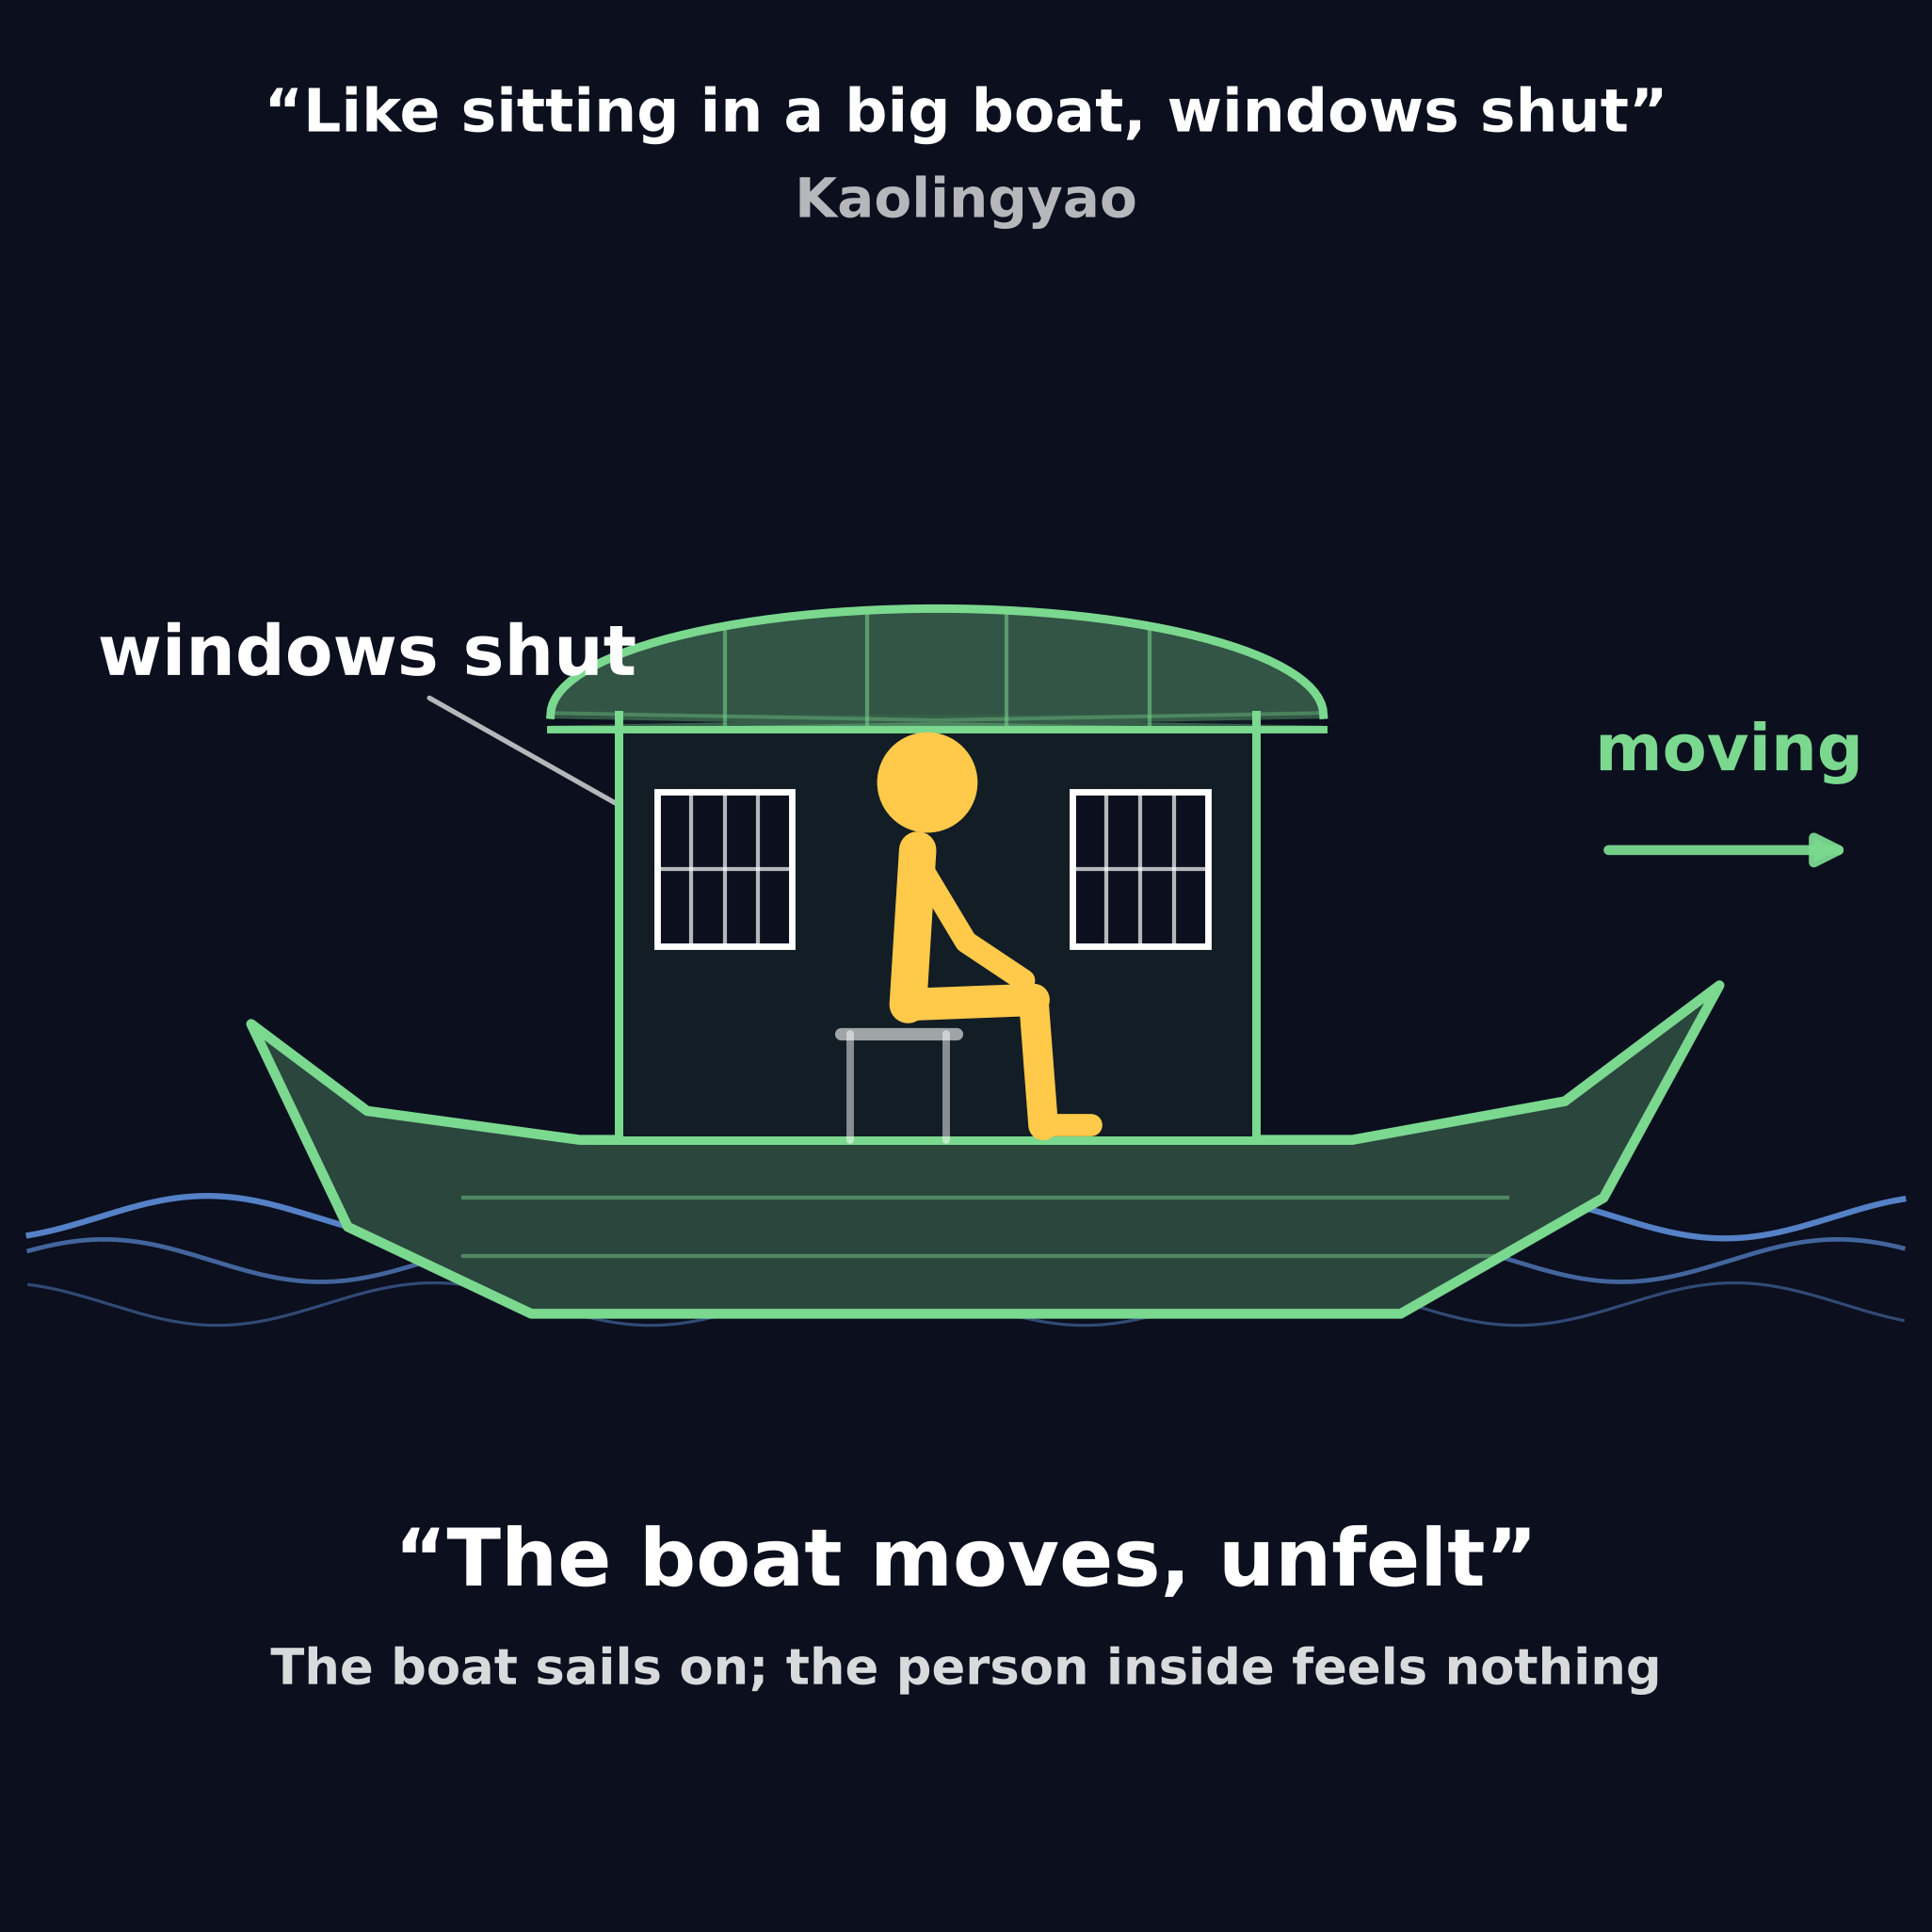 “Like sitting in a big boat, windows shut”
Kaolingyao
windows shut
moving
“The boat moves, unfelt”
The boat sails on; the person inside feels nothing